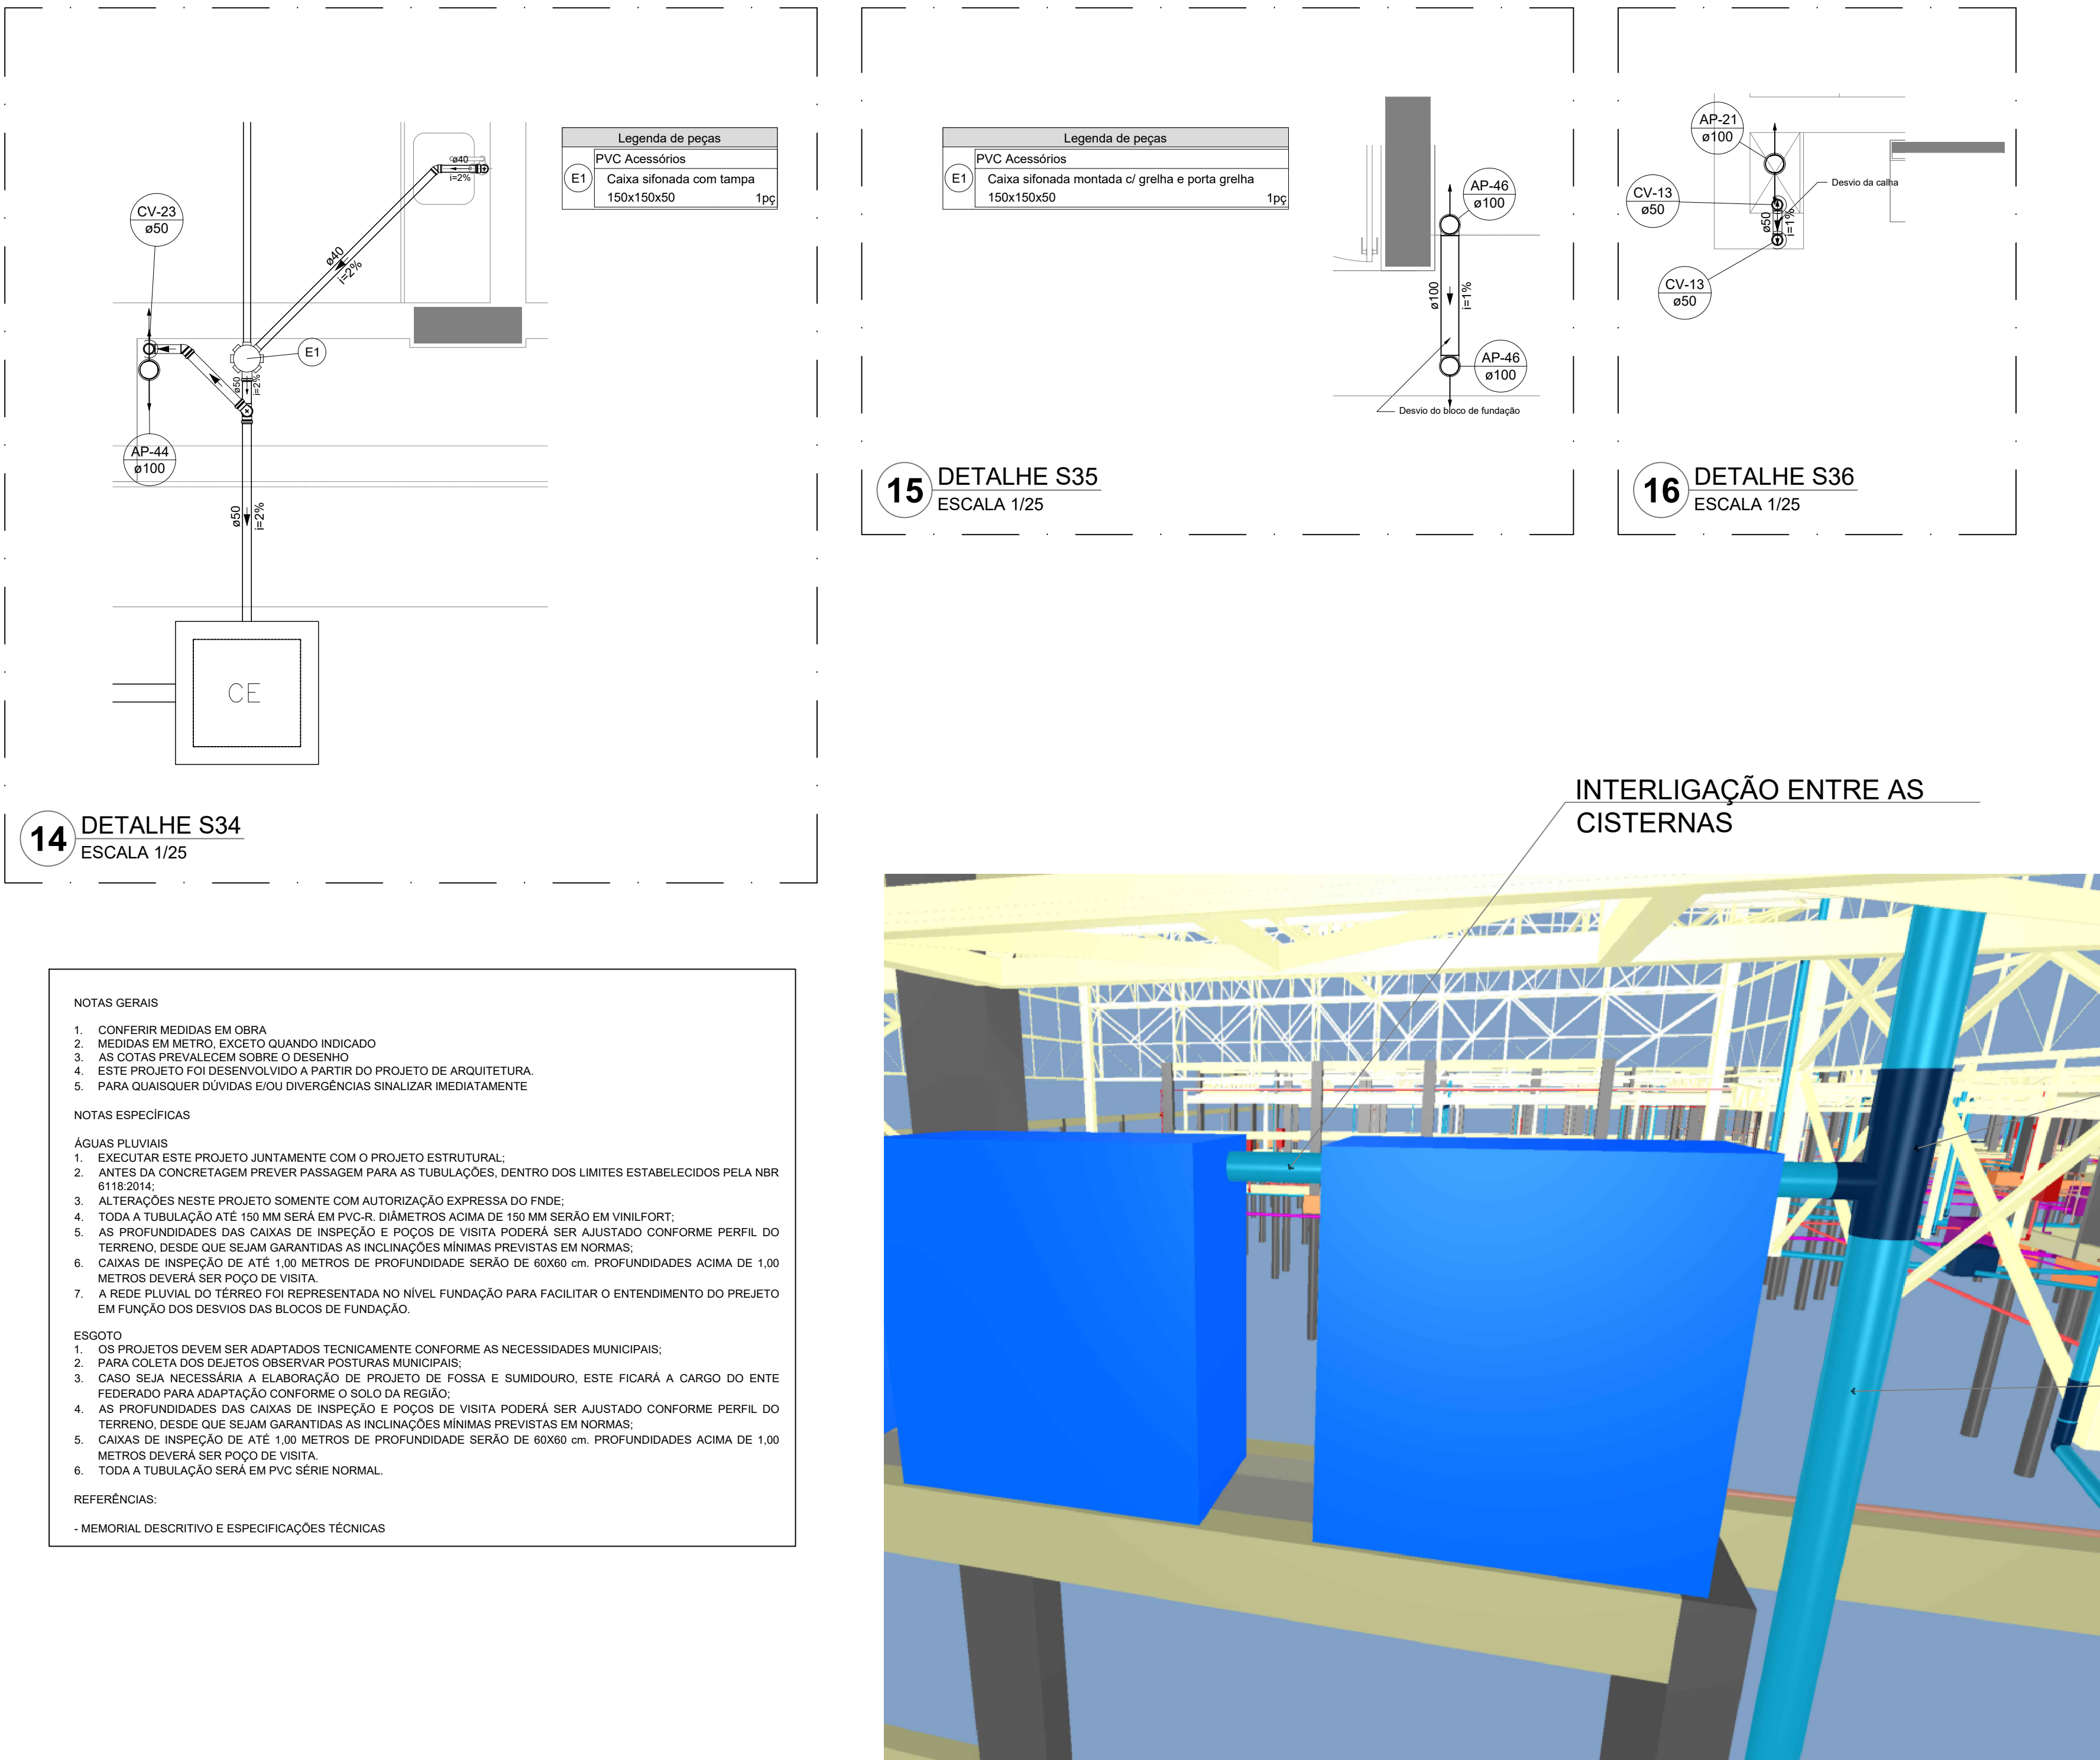 CV-23
ø50
ø40
i=2%
ø40
i=2%
E1
ø50
i=2%
AP-44
ø100
ø50
i=2%
CE
Legenda de peças
PVC Acessórios
E1
Caixa sifonada com tampa
150x150x50 1pç
14
DETALHE S34
ESCALA 1/25
Legenda de peças
PVC Acessórios
E1
Caixa sifonada montada c/ grelha e porta grelha
150x150x50 1pç
AP-46
ø100
ø100
i=1%
AP-46
ø100
Desvio do bloco de fundação
15
DETALHE S35
ESCALA 1/25
AP-21
ø100
Desvio da calha
CV-13
ø50
ø50
i=1%
CV-13
ø50
16
DETALHE S36
ESCALA 1/25
INTERLIGAÇÃO ENTRE AS
CISTERNAS
NOTAS GERAIS
1. CONFERIR MEDIDAS EM OBRA
2. MEDIDAS EM METRO, EXCETO QUANDO INDICADO
3. AS COTAS PREVALECEM SOBRE O DESENHO
4. ESTE PROJETO FOI DESENVOLVIDO A PARTIR DO PROJETO DE ARQUITETURA.
5. PARA QUAISQUER DÚVIDAS E/OU DIVERGÊNCIAS SINALIZAR IMEDIATAMENTE
NOTAS ESPECÍFICAS
ÁGUAS PLUVIAIS
1. EXECUTAR ESTE PROJETO JUNTAMENTE COM O PROJETO ESTRUTURAL;
2. ANTES DA CONCRETAGEM PREVER PASSAGEM PARA AS TUBULAÇÕES, DENTRO DOS LIMITES ESTABELECIDOS PELA NBR
6118:2014;
3. ALTERAÇÕES NESTE PROJETO SOMENTE COM AUTORIZAÇÃO EXPRESSA DO FNDE;
4. TODA A TUBULAÇÃO ATÉ 150 MM SERÁ EM PVC-R. DIÂMETROS ACIMA DE 150 MM SERÃO EM VINILFORT;
5. AS PROFUNDIDADES DAS CAIXAS DE INSPEÇÃO E POÇOS DE VISITA PODERÁ SER AJUSTADO CONFORME PERFIL DO
TERRENO, DESDE QUE SEJAM GARANTIDAS AS INCLINAÇÕES MÍNIMAS PREVISTAS EM NORMAS;
6. CAIXAS DE INSPEÇÃO DE ATÉ 1,00 METROS DE PROFUNDIDADE SERÃO DE 60X60 cm. PROFUNDIDADES ACIMA DE 1,00
METROS DEVERÁ SER POÇO DE VISITA.
7. A REDE PLUVIAL DO TÉRREO FOI REPRESENTADA NO NÍVEL FUNDAÇÃO PARA FACILITAR O ENTENDIMENTO DO PREJETO
EM FUNÇÃO DOS DESVIOS DAS BLOCOS DE FUNDAÇÃO.
ESGOTO
1. OS PROJETOS DEVEM SER ADAPTADOS TECNICAMENTE CONFORME AS NECESSIDADES MUNICIPAIS;
2. PARA COLETA DOS DEJETOS OBSERVAR POSTURAS MUNICIPAIS;
3. CASO SEJA NECESSÁRIA A ELABORAÇÃO DE PROJETO DE FOSSA E SUMIDOURO, ESTE FICARÁ A CARGO DO ENTE
FEDERADO PARA ADAPTAÇÃO CONFORME O SOLO DA REGIÃO;
4. AS PROFUNDIDADES DAS CAIXAS DE INSPEÇÃO E POÇOS DE VISITA PODERÁ SER AJUSTADO CONFORME PERFIL DO
TERRENO, DESDE QUE SEJAM GARANTIDAS AS INCLINAÇÕES MÍNIMAS PREVISTAS EM NORMAS;
5. CAIXAS DE INSPEÇÃO DE ATÉ 1,00 METROS DE PROFUNDIDADE SERÃO DE 60X60 cm. PROFUNDIDADES ACIMA DE 1,00
METROS DEVERÁ SER POÇO DE VISITA.
6. TODA A TUBULAÇÃO SERÁ EM PVC SÉRIE NORMAL.
REFERÊNCIAS:
- MEMORIAL DESCRITIVO E ESPECIFICAÇÕES TÉCNICAS